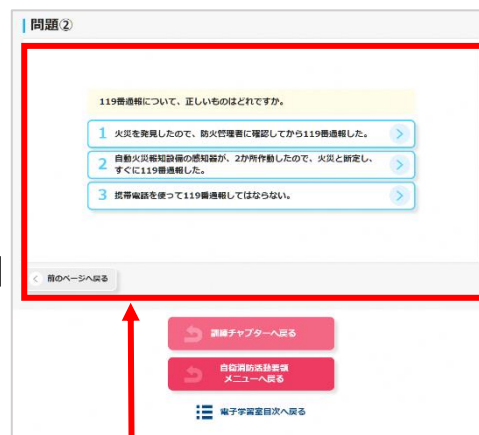 問題②
119番通報について、正しいものはどれですか。
1 火災を発見したので、防火管理者に確認してから119番通報した。
2 自動火災報知設備の感知器が、2か所作動したので、火災と断定し、
すぐに119番通報した。
3 携帯電話を使って119番通報してはならない。
前のページへ戻る
訓練チャプターへ戻る
自衛消防活動要領
メニューへ戻る
電子学習室目次へ戻る